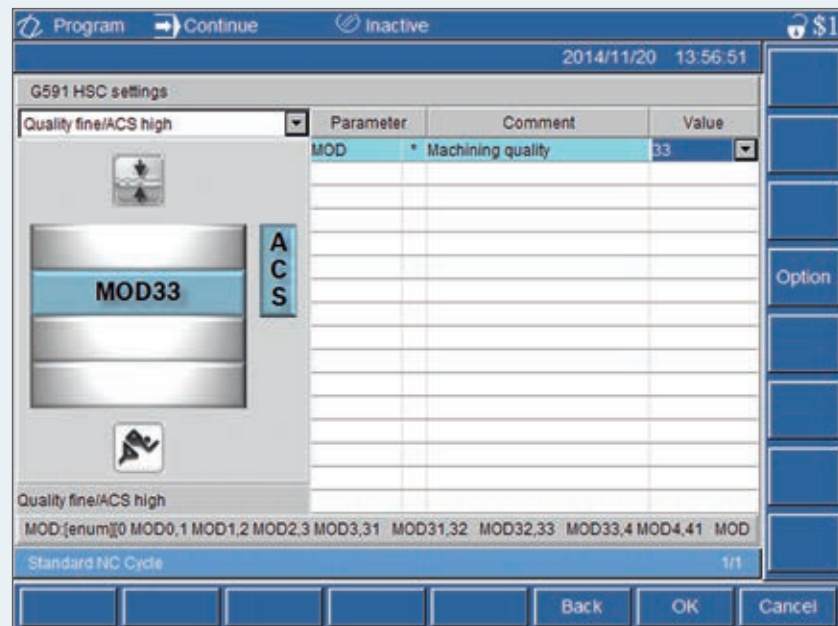 Program Continue Inactive $1
2014/11/20 13:56:51
G591 HSC settings
Quality fine/ACS high
Parameter Comment Value
MOD * Machining quality 33
ACS
MOD33
Option
Quality fine/ACS high
MOD:[enum][0 MOD0,1 MOD1,2 MOD2,3 MOD3,31 MOD31,32 MOD32,33 MOD33,4 MOD4,41 MOD
Standard NC Cycle 1/1
Back OK Cancel